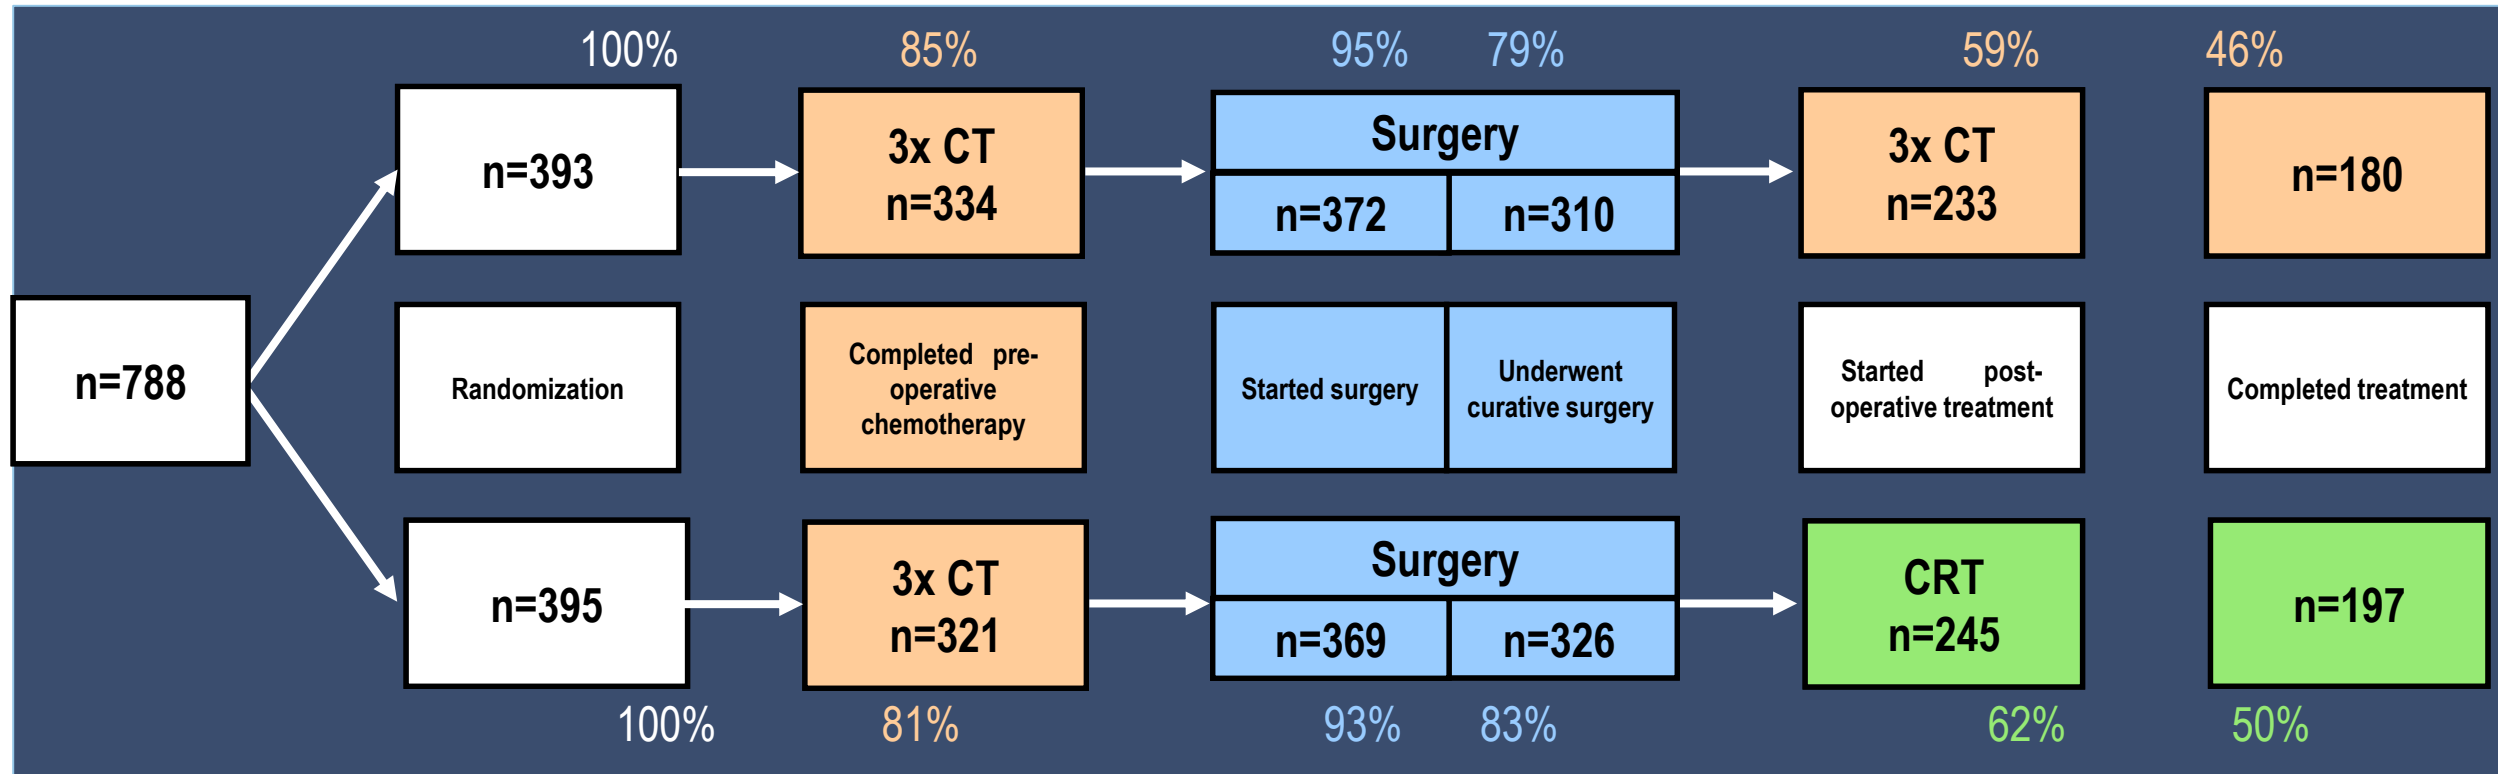 100% 85% 95% 79% 59% 46%
n=393
3x CT
n=334
Surgery
n=372 n=310
3x CT
n=233
n=180
n=788
Randomization
Completed pre-
operative
chemotherapy
Started surgery
Underwent
curative surgery
Started post-
operative treatment
Completed treatment
n=395
3x CT
n=321
Surgery
n=369 n=326
CRT
n=245
n=197
100% 81% 93% 83% 62% 50%